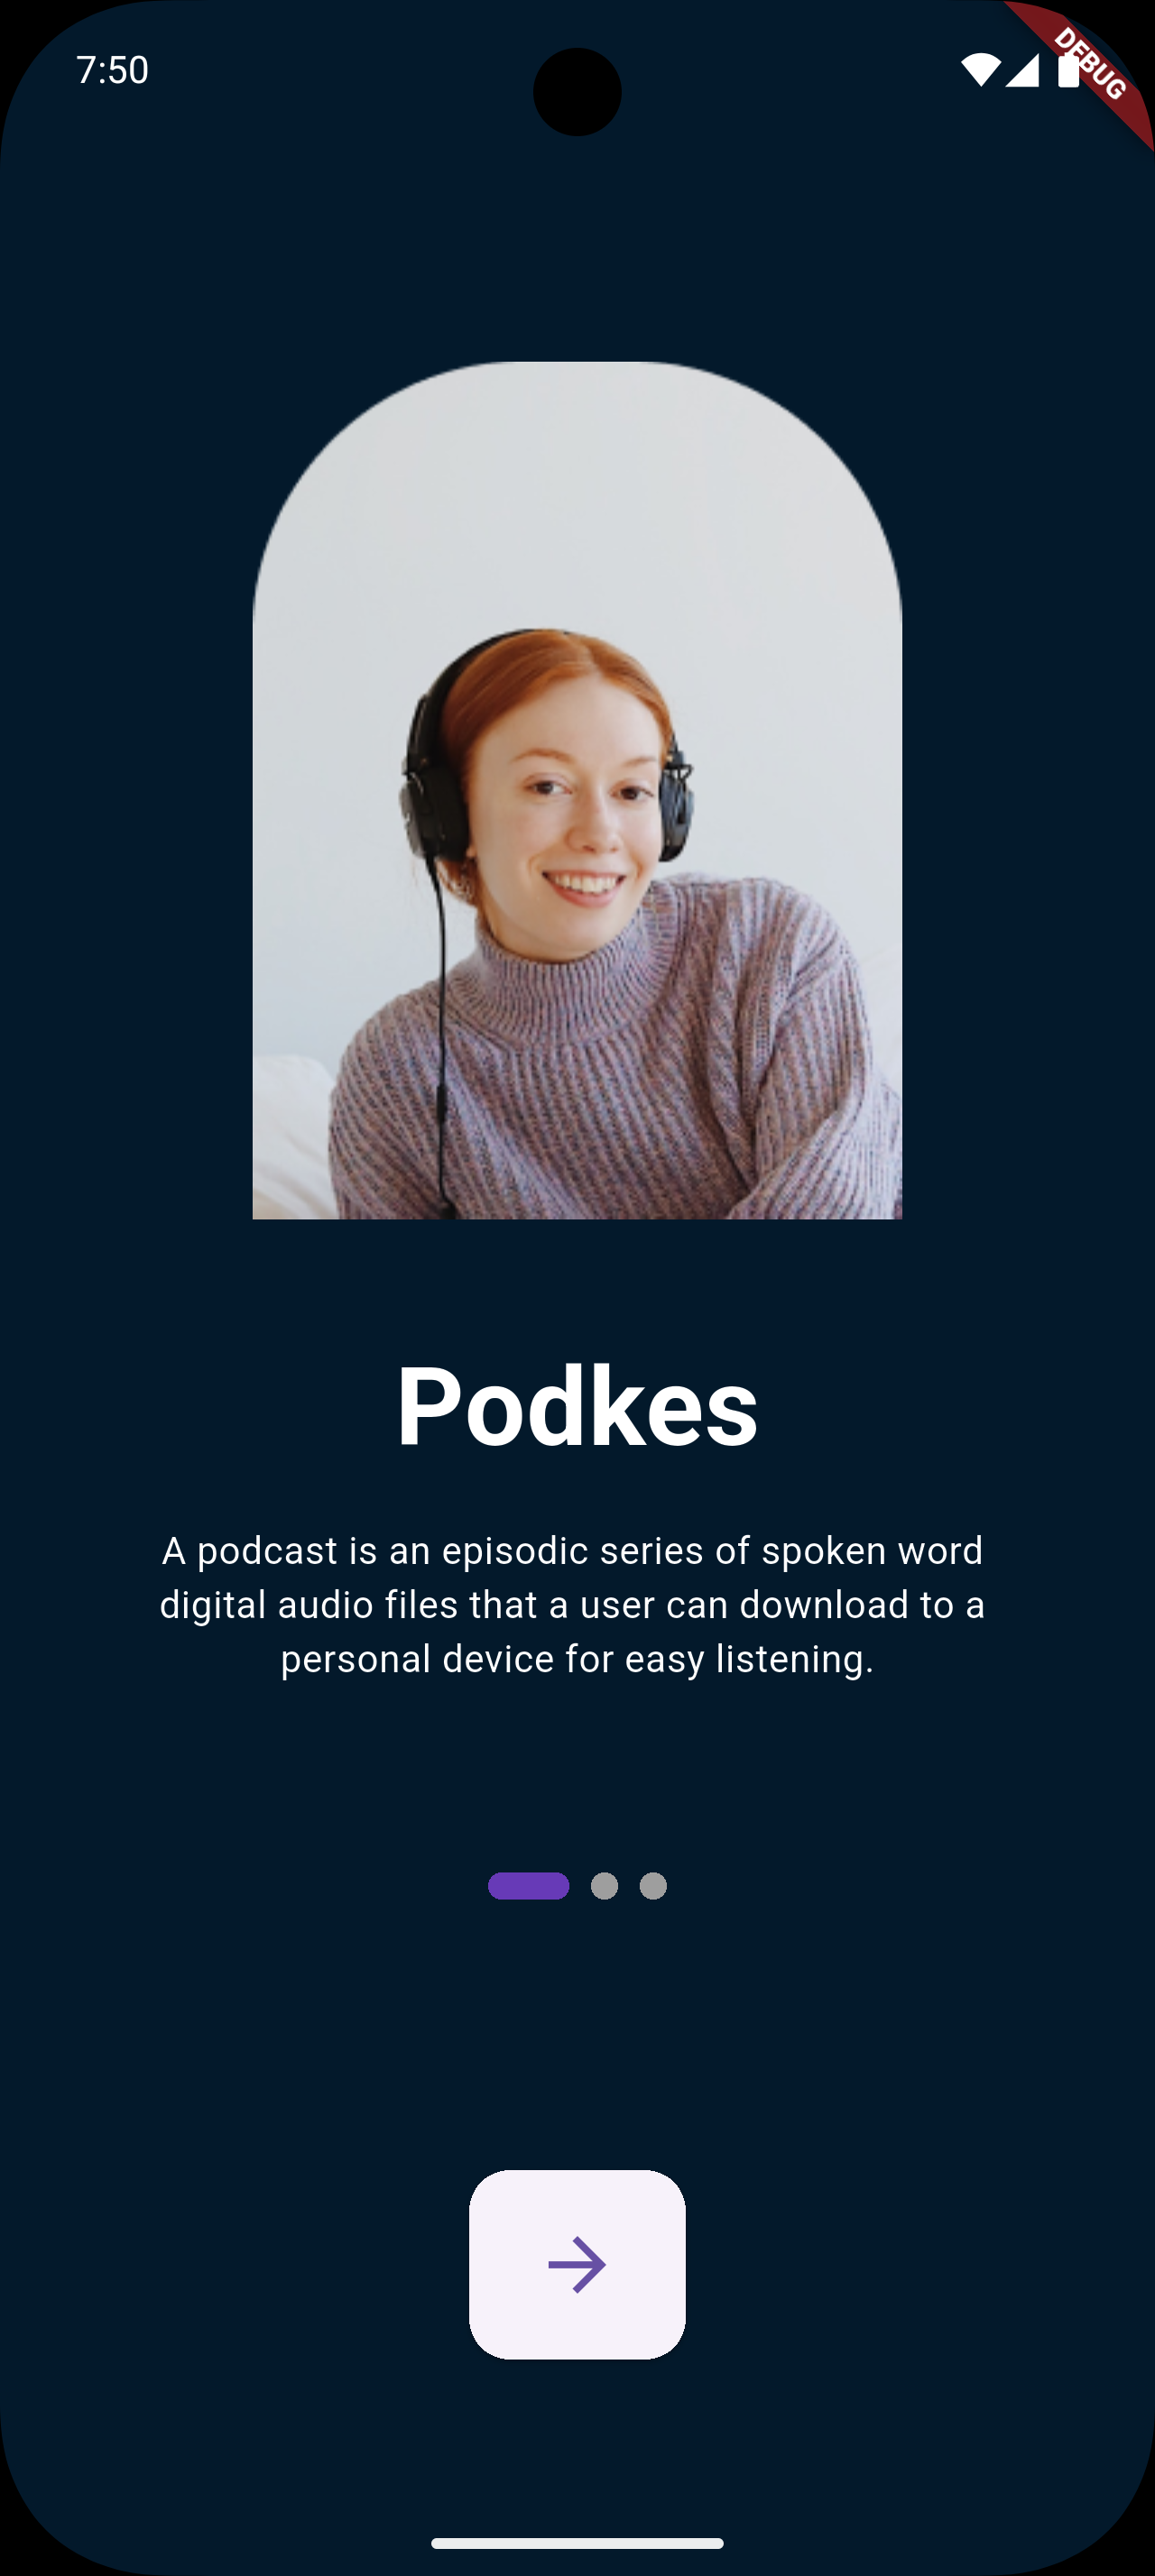 7:50
DEBUG
Podkes
A podcast is an episodic series of spoken word
digital audio files that a user can download to a
personal device for easy listening.